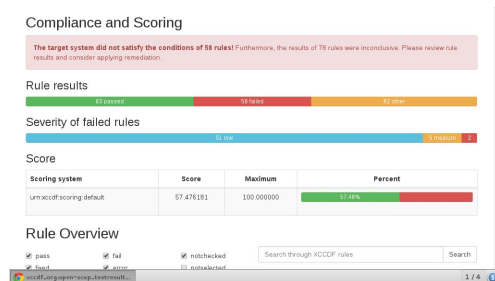 Compliance and Scoring
The target system did not satisfy the conditions of 58 rules! Furthermore, the results of 78 rules were inconclusive. Please review rule
results and consider applying remediation.
Rule results
83 passed
58 failed
82 other
Severity of failed rules
51 low
5 medium
2
Score
Scoring system
Score
Maximum
Percent
urn:xccdf:scoring:default
57.476181
100.000000
57.48%
Rule Overview
pass
fail
notchecked
Search through XCCDF rules
Search
fixed
error
notselected
xccdf_org.open-scap_testresult...
1 / 4